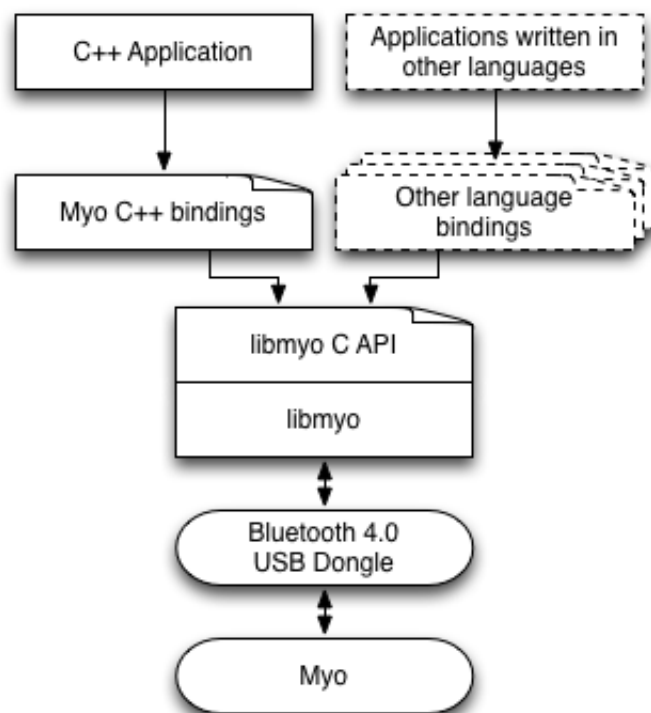 C++ Application
Applications written in
other languages
Myo C++ bindings
Other language
bindings
libmyo C API
libmyo
Bluetooth 4.0
USB Dongle
Myo